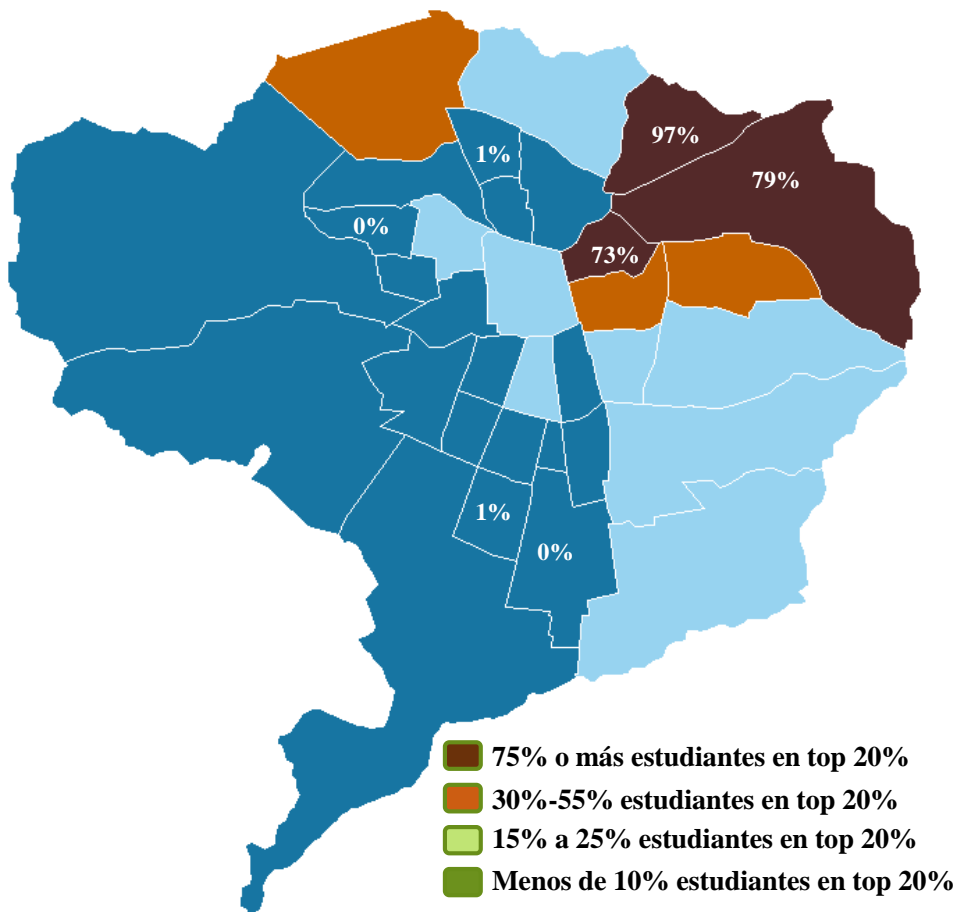 97%
1%
79%
0%
73%
1%
0%
75% o más estudiantes en top 20%
30%-55% estudiantes en top 20%
15% a 25% estudiantes en top 20%
Menos de 10% estudiantes en top 20%